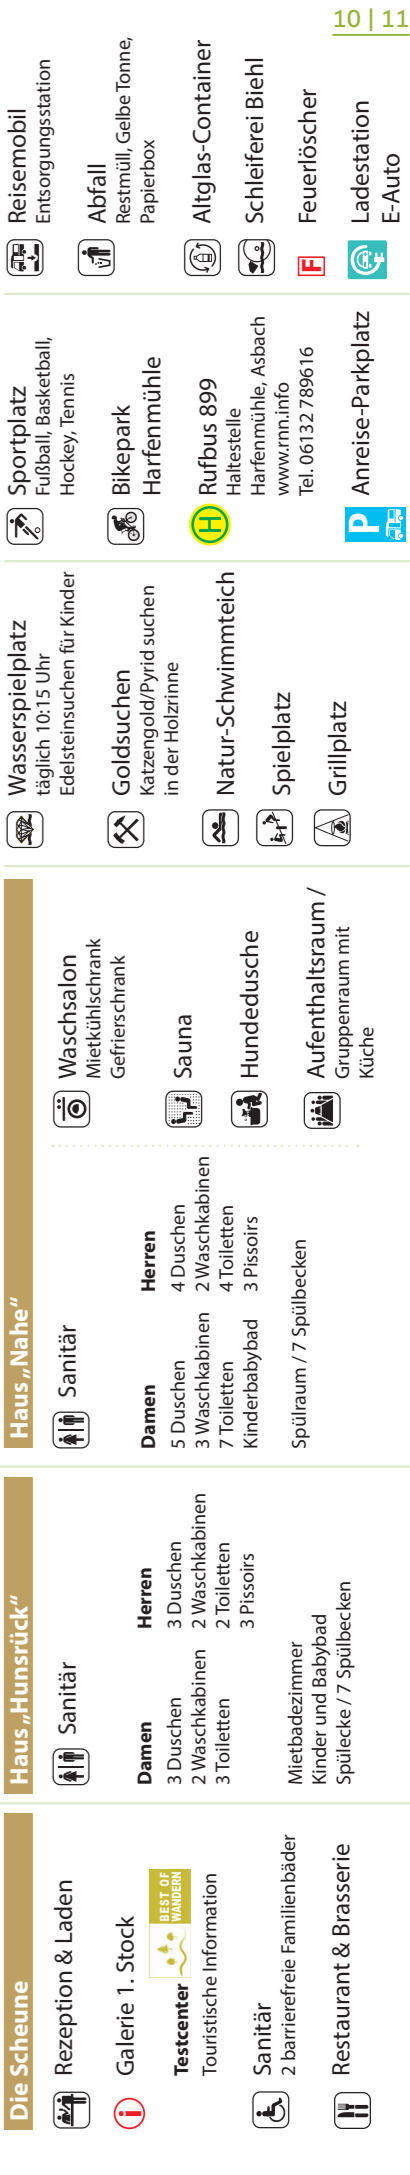 Die Scheune
Rezeption & Laden
Galerie 1. Stock
Testcenter
BEST OF
WANDERN
Touristische Information
Sanitär
2 barrierefreie Familienbäder
Restaurant & Brasserie
Haus „Hunsrück“
Sanitär
Damen
3 Duschen
2 Waschkabinen
3 Toiletten
Herren
3 Duschen
2 Waschkabinen
2 Toiletten
3 Pissoirs
Mietbadezimmer
Kinder und Babybad
Spülecke / 7 Spülbecken
Haus „Nahe“
Sanitär
Damen
5 Duschen
3 Waschkabinen
7 Toiletten
Kinderbabybad
Herren
4 Duschen
2 Waschkabinen
4 Toiletten
3 Pissoirs
Spülraum / 7 Spülbecken
Waschsalon
Mietkühlschrank
Gefrierschrank
Sauna
Hundedusche
Aufenthaltsraum /
Gruppenraum mit
Küche
Wasserspielplatz
täglich 10:15 Uhr
Edelsteinsuchen für Kinder
Goldsuchen
Katzengold/Pyrid suchen
in der Holzrinne
Natur-Schwimmteich
Spielplatz
Grillplatz
Sportplatz
Fußball, Basketball,
Hockey, Tennis
Bikepark
Harfenmühle
H
Rufbus 899
Haltestelle
Harfenmühle, Asbach
www.rnn.info
Tel. 06132 789616
P
Anreise-Parkplatz
Reisemobil
Entsorgungsstation
Abfall
Restmüll, Gelbe Tonne,
Papierbox
Altglas-Container
Schleiferei Biehl
F
Feuerlöscher
Ladestation
E-Auto
10 | 11